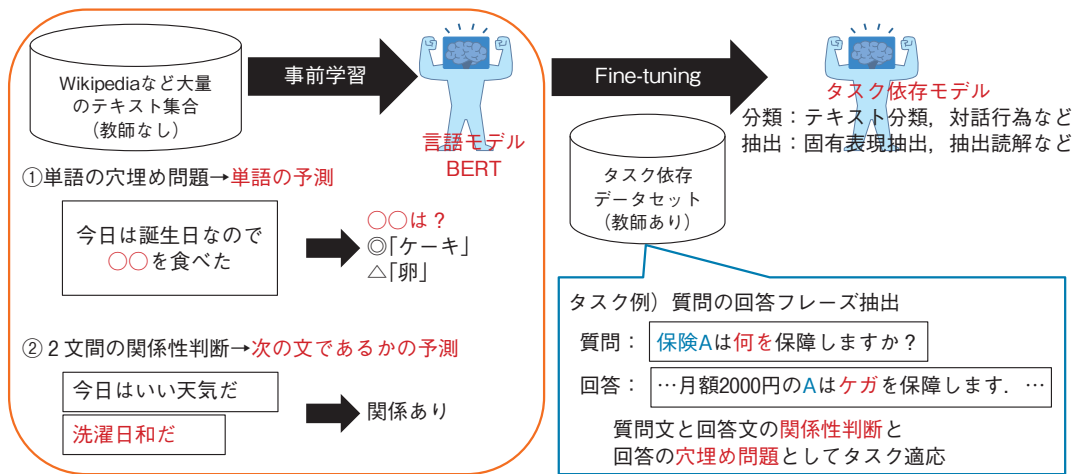 Wikipediaなど大量
のテキスト集合
（教師なし）
事前学習
言語モデル
BERT
①単語の穴埋め問題→単語の予測
今日は誕生日なので
○○を食べた
○○は？
◎「ケーキ」
△「卵」
②２文間の関係性判断→次の文であるかの予測
今日はいい天気だ
洗濯日和だ
関係あり
Fine-tuning
タスク依存モデル
分類：テキスト分類，対話行為など
抽出：固有表現抽出，抽出読解など
タスク依存
データセット
（教師あり）
タスク例）質問の回答フレーズ抽出
質問： 保険Aは何を保障しますか？
回答： …月額2000円のAはケガを保障します．…
質問文と回答文の関係性判断と
回答の穴埋め問題としてタスク適応